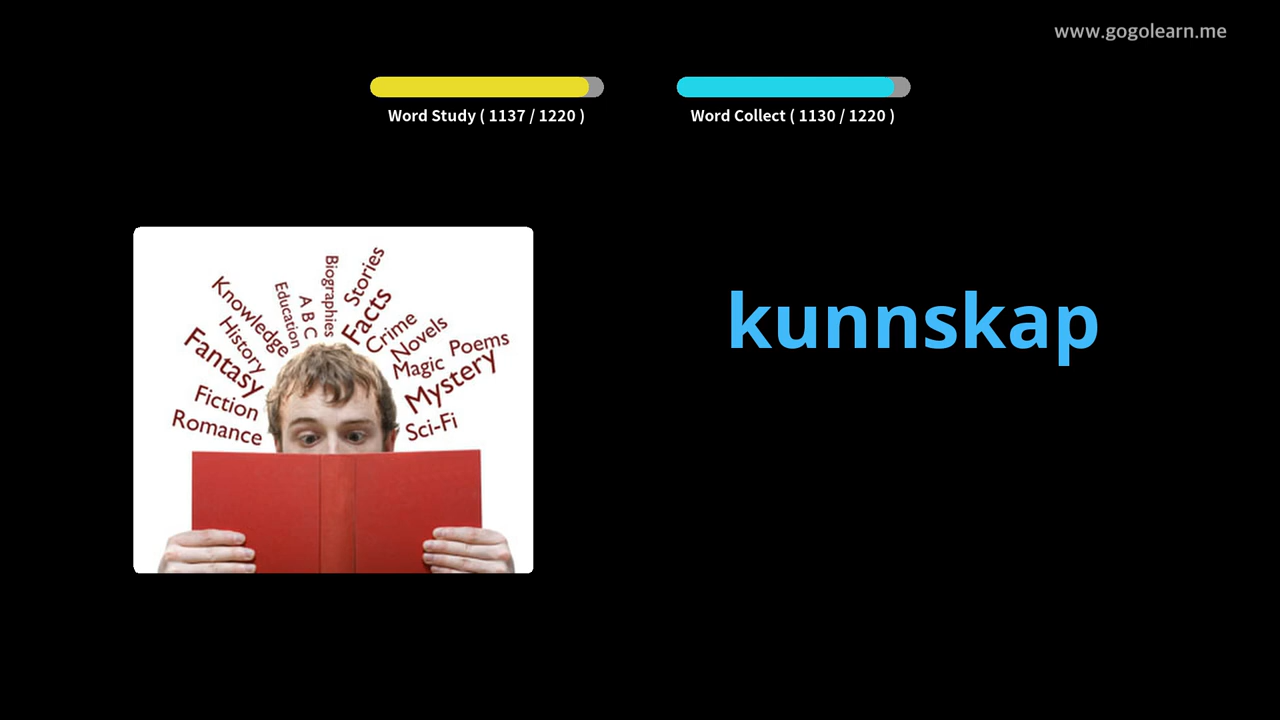 www.gogolearn.me
Word Study ( 1137 / 1220 )
Word Collect ( 1130 / 1220 )
kunnskap
Biographies
Stories
Knowledge
Education
A B C
Facts
History
Crime
Novels
Fantasy
Magic
Poems
Mystery
Fiction
Romance
Sci-Fi